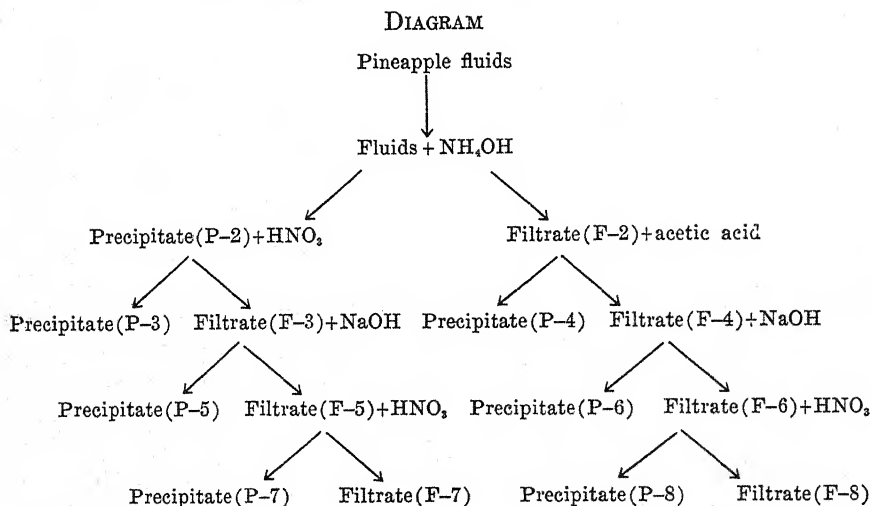 DIAGRAM
Pineapple fluids
Fluids + NH₄OH
Precipitate (P–2)+HNO₃ Filtrate (F–2)+acetic acid
Precipitate (P–3) Filtrate (F–3)+NaOH Precipitate (P–4) Filtrate (F–4)+NaOH
Precipitate (P–5) Filtrate (F–5)+HNO₃ Precipitate (P–6) Filtrate (F–6)+HNO₃
Precipitate (P–7) Filtrate (F–7) Precipitate (P–8) Filtrate (F–8)